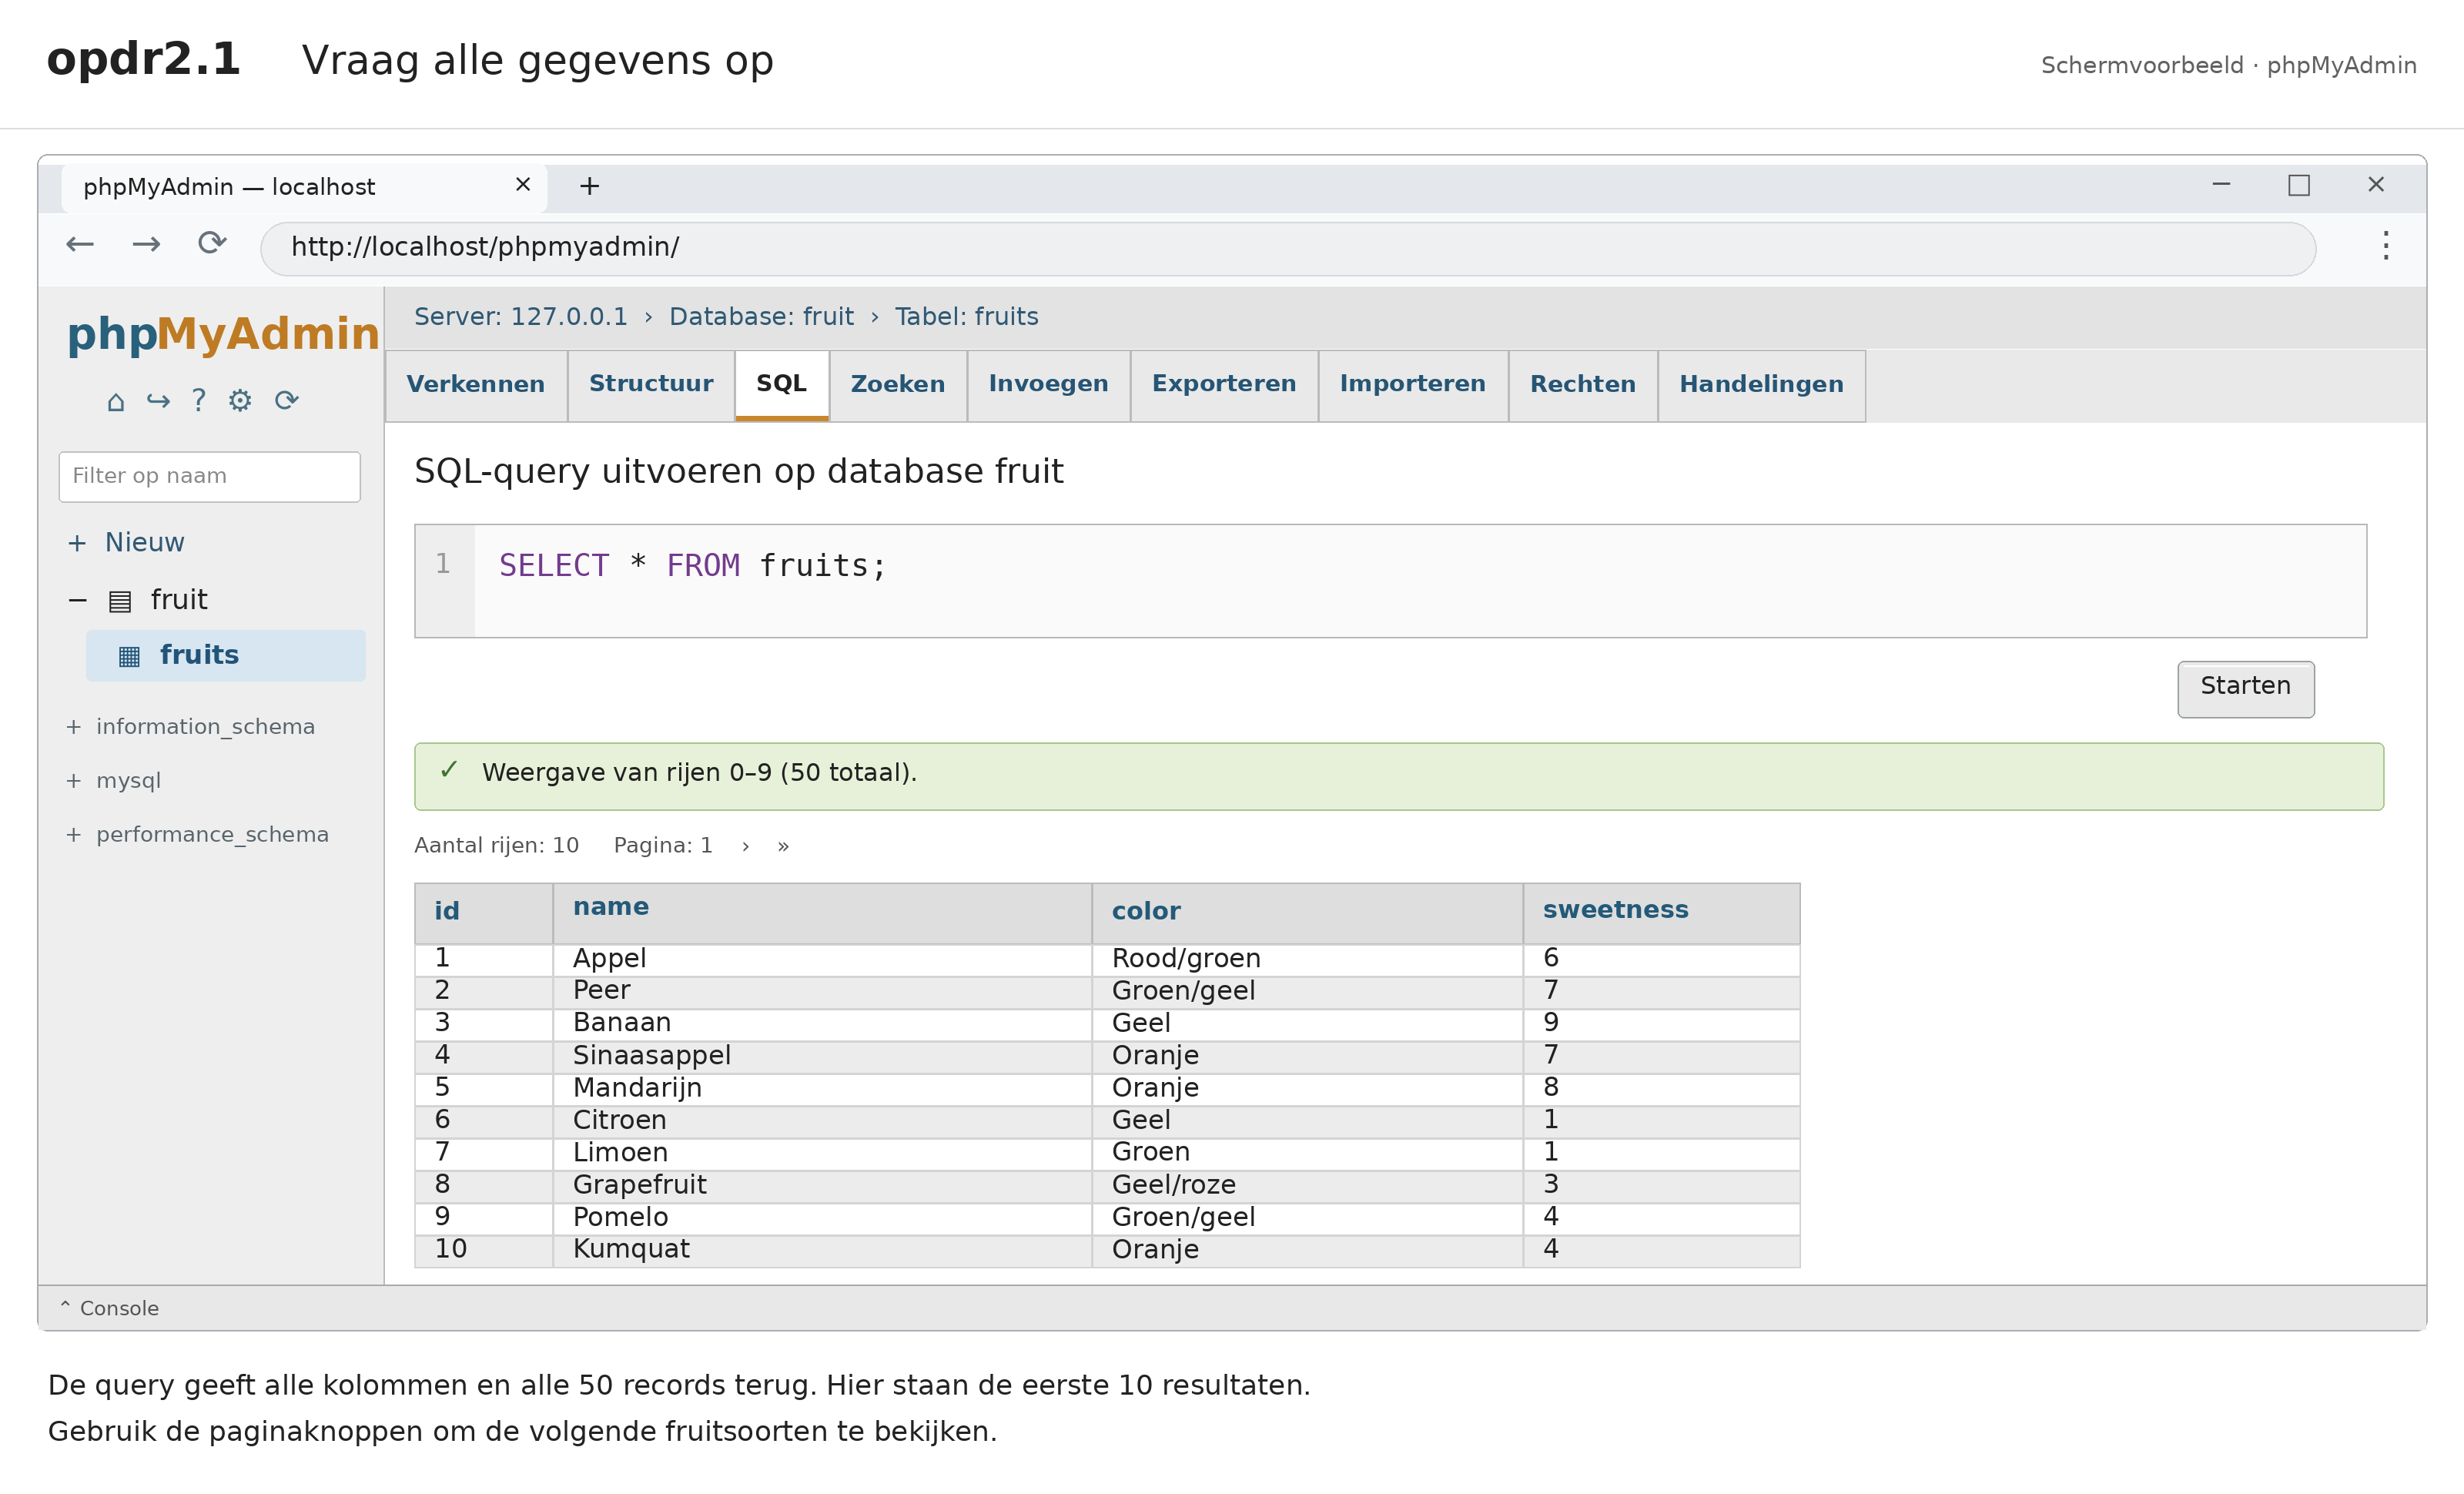 opdr2.1 Vraag alle gegevens op Schermvoorbeeld · phpMyAdmin
phpMyAdmin — localhost × + − □ ×
← → ⟳ http://localhost/phpmyadmin/ ⋮
phpMyAdmin
⌂ ↪ ? ⚙ ⟳
Filter op naam
+ Nieuw
− ▤ fruit
▦ fruits
+ information_schema
+ mysql
+ performance_schema
Server: 127.0.0.1 › Database: fruit › Tabel: fruits
Verkennen Structuur SQL Zoeken Invoegen Exporteren Importeren Rechten Handelingen
SQL-query uitvoeren op database fruit
1 SELECT * FROM fruits;
Starten
✓ Weergave van rijen 0–9 (50 totaal).
Aantal rijen: 10 Pagina: 1 › »
id name color sweetness
1 Appel Rood/groen 6
2 Peer Groen/geel 7
3 Banaan Geel 9
4 Sinaasappel Oranje 7
5 Mandarijn Oranje 8
6 Citroen Geel 1
7 Limoen Groen 1
8 Grapefruit Geel/roze 3
9 Pomelo Groen/geel 4
10 Kumquat Oranje 4
⌃ Console
De query geeft alle kolommen en alle 50 records terug. Hier staan de eerste 10 resultaten.
Gebruik de paginaknoppen om de volgende fruitsoorten te bekijken.